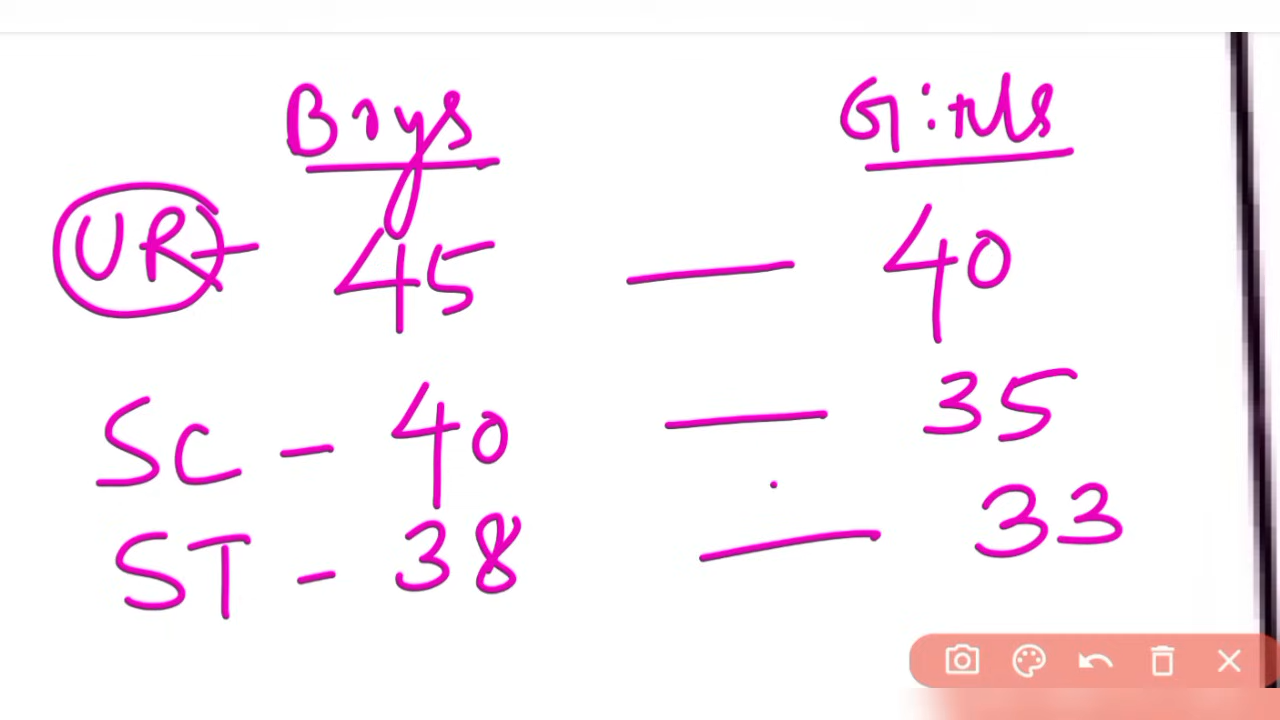 Boys Girls
UR - 45 — 40
SC - 40 — 35
ST - 38 — 33